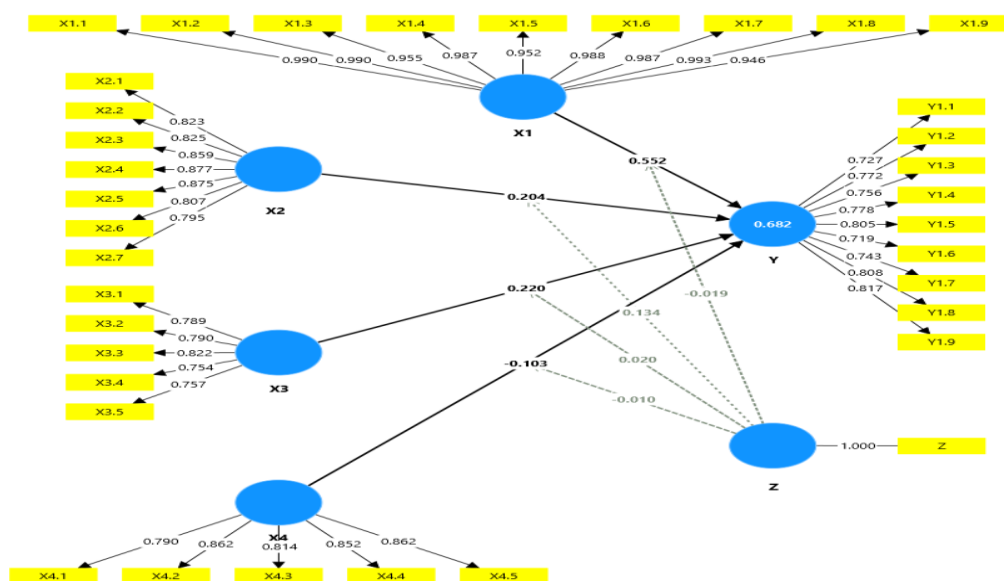 X1.1 X1.2 X1.3 X1.4 X1.5 X1.6 X1.7 X1.8 X1.9
0.990 0.990 0.955 0.987 0.952 0.988 0.987 0.993 0.946
X1
X2.1
X2.2
X2.3
X2.4
X2.5
X2.6
X2.7
0.823
0.825
0.859
0.877
0.875
0.807
0.795
X2
X3.1
X3.2
X3.3
X3.4
X3.5
0.789
0.790
0.822
0.754
0.757
X3
X4
0.790 0.862 0.814 0.852 0.862
X4.1 X4.2 X4.3 X4.4 X4.5
0.552
0.204
0.220
-0.103
-0.019
0.134
0.020
-0.010
0.682
Y
0.727
0.772
0.756
0.778
0.805
0.719
0.743
0.808
0.817
Y1.1
Y1.2
Y1.3
Y1.4
Y1.5
Y1.6
Y1.7
Y1.8
Y1.9
1.000
Z
Z